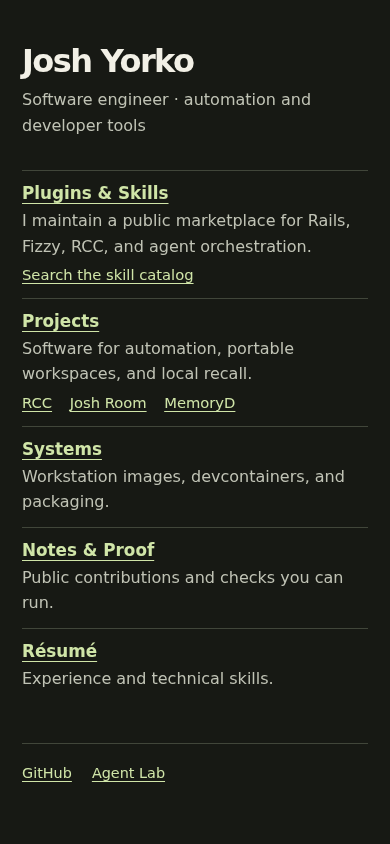 Josh Yorko
Software engineer · automation and
developer tools
Plugins & Skills
I maintain a public marketplace for Rails,
Fizzy, RCC, and agent orchestration.
Search the skill catalog
Projects
Software for automation, portable
workspaces, and local recall.
RCC Josh Room MemoryD
Systems
Workstation images, devcontainers, and
packaging.
Notes & Proof
Public contributions and checks you can
run.
Résumé
Experience and technical skills.
GitHub Agent Lab